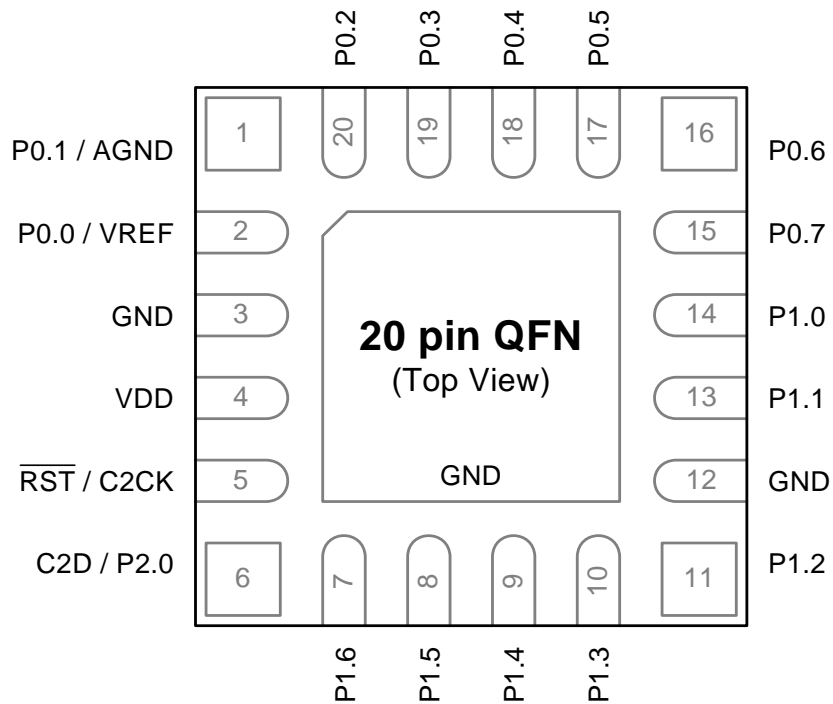 P0.2
P0.3
P0.4
P0.5
P0.1 / AGND
1
20
19
18
17
16
P0.6
P0.0 / VREF
2
15
P0.7
GND
3
14
P1.0
20 pin QFN
(Top View)
VDD
4
13
P1.1
RST / C2CK
5
GND
12
GND
C2D / P2.0
6
7
8
9
10
11
P1.2
P1.6
P1.5
P1.4
P1.3